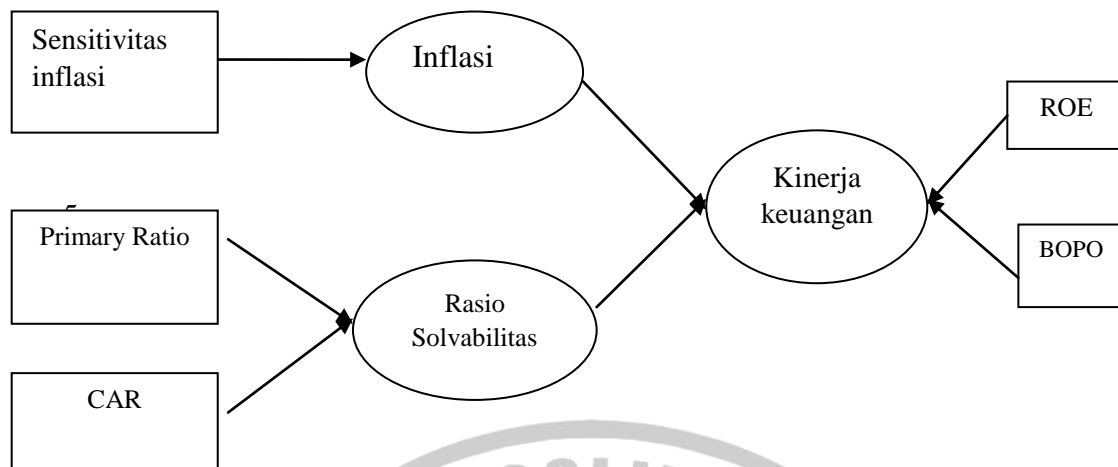 Sensitivitas
inflasi
Inflasi
ROE
Kinerja
keuangan
Primary Ratio
BOPO
Rasio
Solvabilitas
CAR